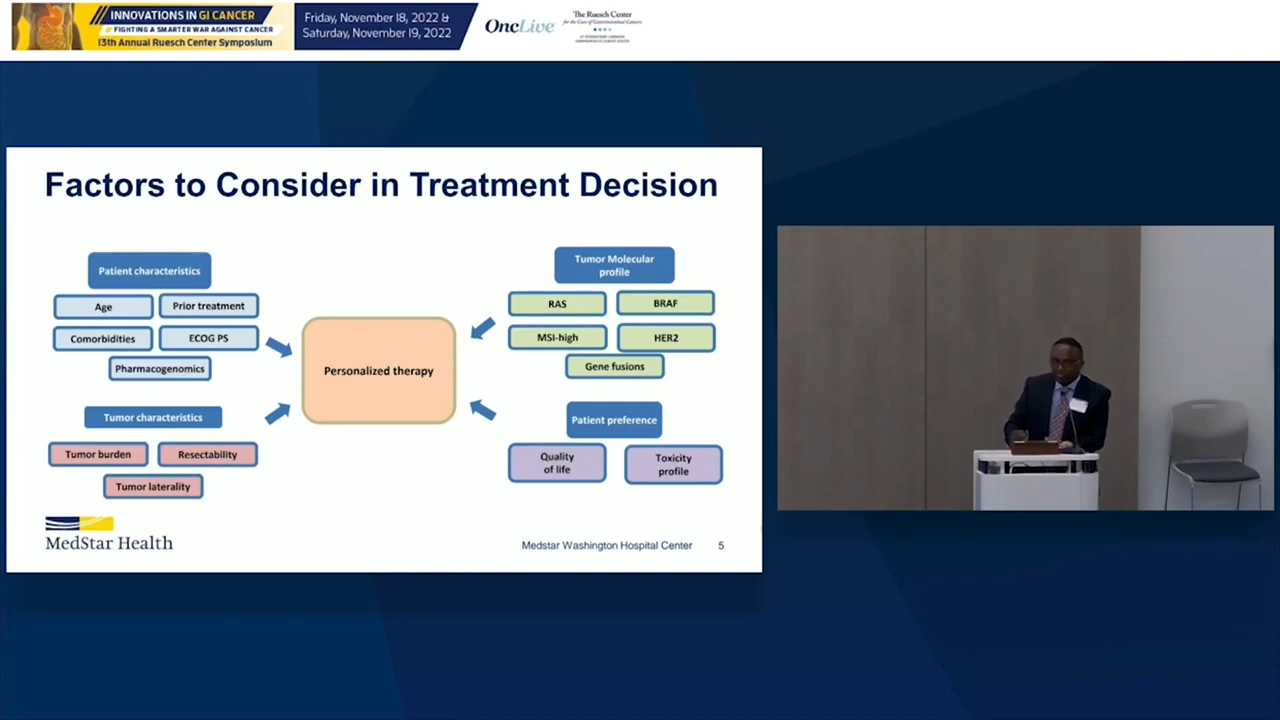 INNOVATIONS IN GI CANCER
FIGHTING A SMARTER WAR AGAINST CANCER
13th Annual Ruesch Center Symposium
Friday, November 18, 2022 &
Saturday, November 19, 2022
OncLive
The Ruesch Center
for the Cure of Gastrointestinal Cancers
Factors to Consider in Treatment Decision
Patient characteristics
Age
Prior treatment
Comorbidities
ECOG PS
Pharmacogenomics
Tumor characteristics
Tumor burden
Resectability
Tumor laterality
Personalized therapy
Tumor Molecular
profile
RAS
BRAF
MSI-high
HER2
Gene fusions
Patient preference
Quality
of life
Toxicity
profile
MedStar Health
Medstar Washington Hospital Center
5